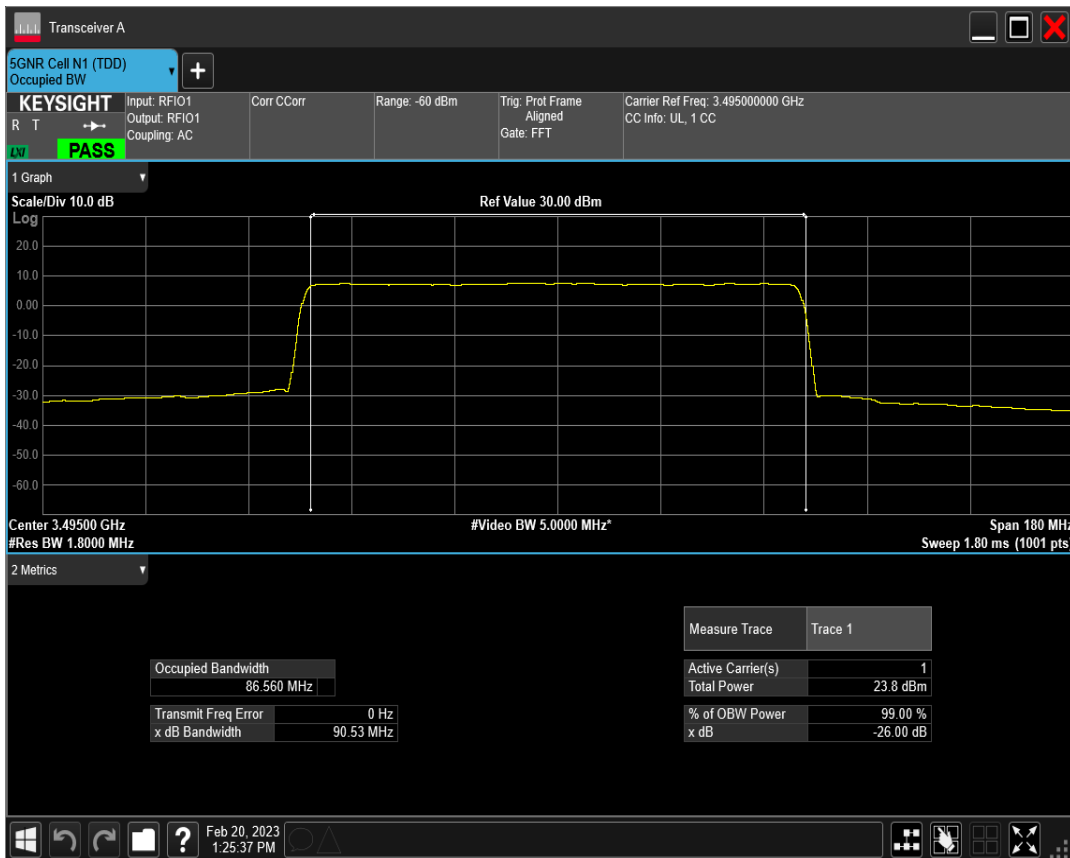 Transceiver A
5GNR Cell N1 (TDD)
Occupied BW
+
KEYSIGHT
R T
LXI
PASS
Input: RFIO1
Output: RFIO1
Coupling: AC
Corr CCorr
Range: -60 dBm
Trig: Prot Frame
Aligned
Gate: FFT
Carrier Ref Freq: 3.495000000 GHz
CC Info: UL, 1 CC
1 Graph
Scale/Div 10.0 dB
Ref Value 30.00 dBm
Log
20.0
10.0
0.00
-10.0
-20.0
-30.0
-40.0
-50.0
-60.0
Center 3.49500 GHz
#Video BW 5.0000 MHz*
Span 180 MHz
#Res BW 1.8000 MHz
Sweep 1.80 ms (1001 pts)
2 Metrics
Measure Trace Trace 1
Occupied Bandwidth
86.560 MHz
Active Carrier(s) 1
Total Power 23.8 dBm
Transmit Freq Error 0 Hz
x dB Bandwidth 90.53 MHz
% of OBW Power 99.00 %
x dB -26.00 dB
?
Feb 20, 2023
1:25:37 PM